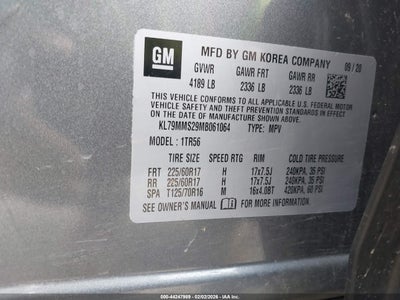 GM
MFD BY GM KOREA COMPANY 09 / 20
GVWR GAWR FRT GAWR RR
4189 LB 2336 LB 2336 LB
THIS VEHICLE CONFORMS TO ALL APPLICABLE U.S. FEDERAL MOTOR
VEHICLE SAFETY AND THEFT PREVENTION STANDARDS IN EFFECT
ON THE DATE OF MANUFACTURE SHOWN ABOVE.
KL79MMS29MB061064 TYPE : MPV
MODEL : 1TR56
TIRE SIZE SPEED RTG RIM COLD TIRE PRESSURE
FRT 225/60R17 H 17x7.5J 240KPA, 35 PSI
RR 225/60R17 H 17x7.5J 240KPA, 35 PSI
SPA T125/70R16 M 16x4.0BT 420KPA, 60 PSI
SEE OWNER'S MANUAL FOR MORE INFORMATION.
000-44247989 02/02/2026 - IAA, Inc.